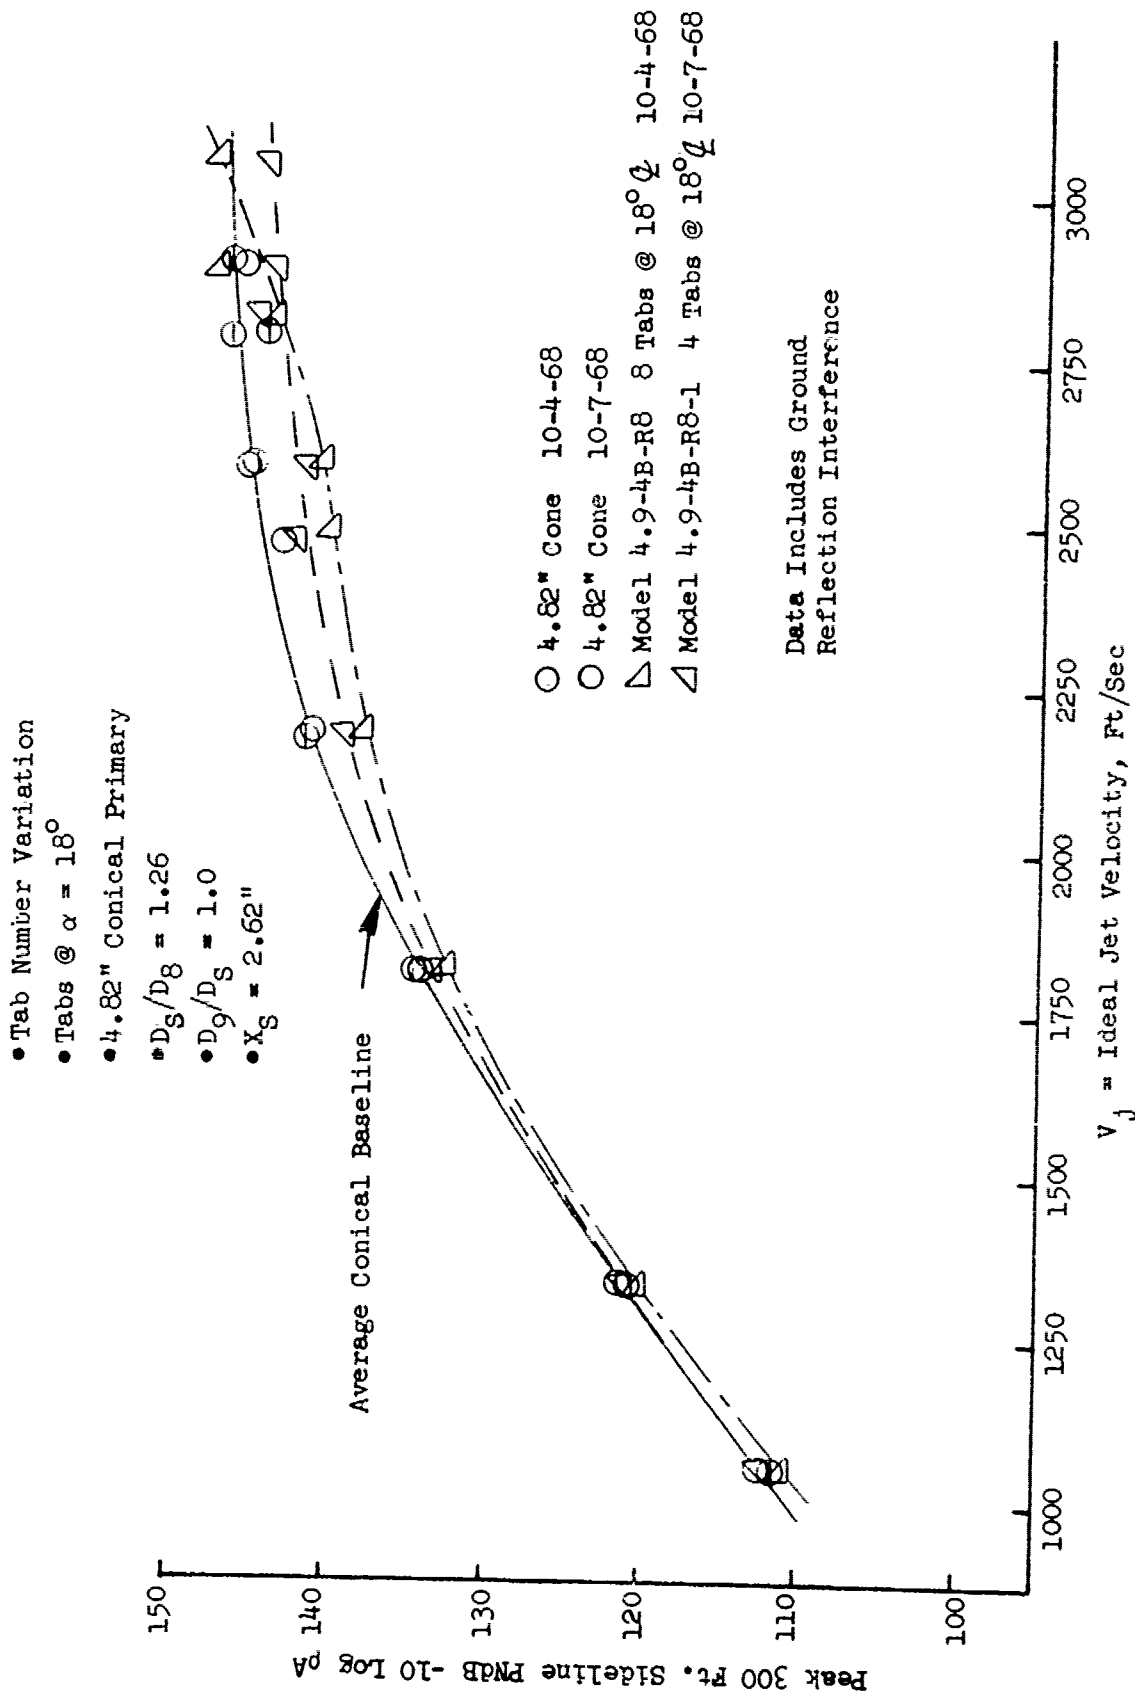 •Tab Number Variation
•Tabs @ α = 18°
•4.82" Conical Primary
•D_S/D_8 = 1.26
•D_9/D_S = 1.0
•X_S = 2.62"
Average Conical Baseline
○ 4.82" Cone 10-4-68
○ 4.82" Cone 10-7-68
Model 4.9-4B-R8 8 Tabs @ 18° ℄ 10-4-68
Model 4.9-4B-R8-1 4 Tabs @ 18° ℄ 10-7-68
Data Includes Ground
Reflection Interference
Peak 300 Ft. Sideline PNdB -10 Log ρA
150
140
130
120
110
100
1000
1250
1500
1750
2000
2250
2500
2750
3000
V_j = Ideal Jet Velocity, Ft/Sec